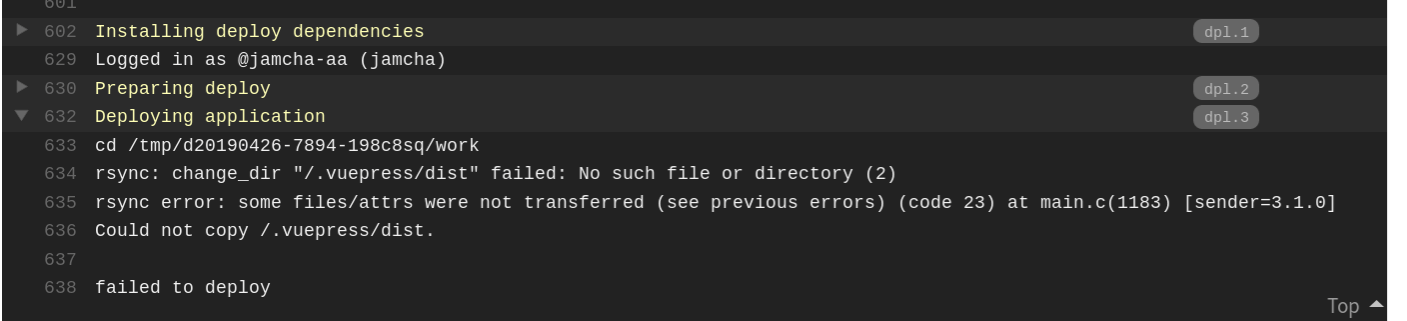 601
602 Installing deploy dependencies dpl.1
629 Logged in as @jamcha-aa (jamcha)
630 Preparing deploy dpl.2
632 Deploying application dpl.3
633 cd /tmp/d20190426-7894-198c8sq/work
634 rsync: change_dir "/.vuepress/dist" failed: No such file or directory (2)
635 rsync error: some files/attrs were not transferred (see previous errors) (code 23) at main.c(1183) [sender=3.1.0]
636 Could not copy /.vuepress/dist.
637
638 failed to deploy
Top